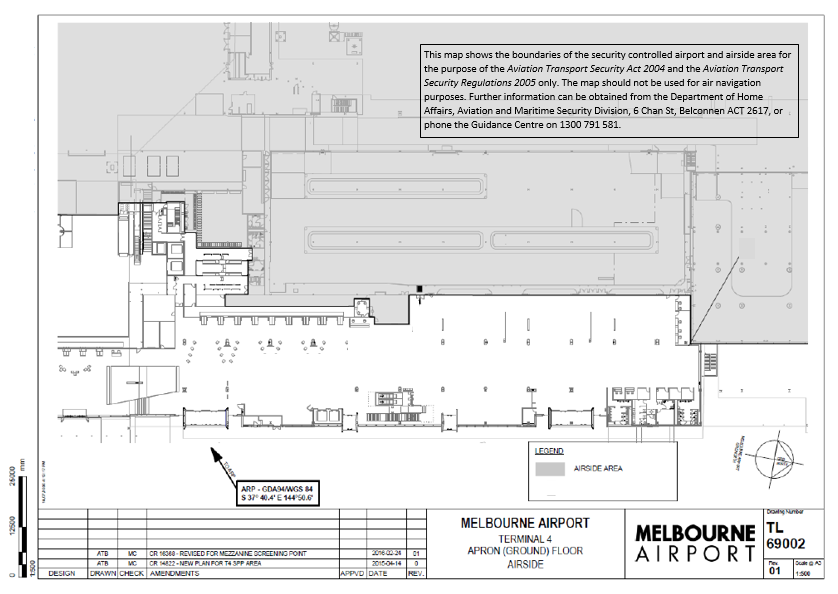 This map shows the boundaries of the security controlled airport and airside area for
the purpose of the Aviation Transport Security Act 2004 and the Aviation Transport
Security Regulations 2005 only. The map should not be used for air navigation
purposes. Further information can be obtained from the Department of Home
Affairs, Aviation and Maritime Security Division, 6 Chan St, Belconnen ACT 2617, or
phone the Guidance Centre on 1300 791 581.
LEGEND
AIRSIDE AREA
TO ARP
ARP - GDA94/WGS 84
S 37° 40.4' E 144°50.6'
mm
25000
12500
0
1:500
ATB MC CR 16368 - REVISED FOR MEZZANINE SCREENING POINT 2016-02-24 01
ATB MC CR 14822 - NEW PLAN FOR T4 SPP AREA 2015-04-14 0
DESIGN DRAWN CHECK AMENDMENTS APPVD DATE REV.
MELBOURNE AIRPORT
TERMINAL 4
APRON (GROUND) FLOOR
AIRSIDE
MELBOURNE
AIRPORT
Drawing Number
TL
69002
Rev.
01
Scale @ A3
1:500